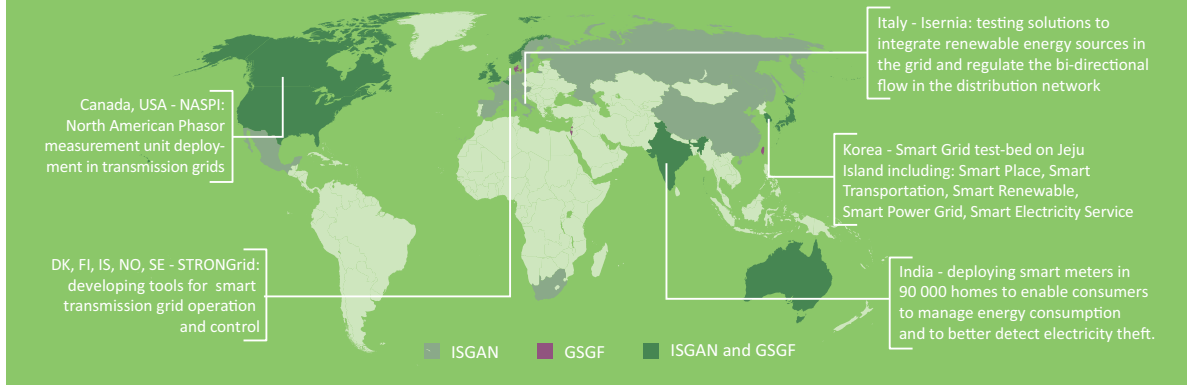 Italy - Isernia: testing solutions to
integrate renewable energy sources in
the grid and regulate the bi-directional
flow in the distribution network
Canada, USA - NASPI:
North American Phasor
measurement unit deploy-
ment in transmission grids
Korea - Smart Grid test-bed on Jeju
Island including: Smart Place, Smart
Transportation, Smart Renewable,
Smart Power Grid, Smart Electricity Service
DK, FI, IS, NO, SE - STRONGrid:
developing tools for smart
transmission grid operation
and control
India - deploying smart meters in
90 000 homes to enable consumers
to manage energy consumption
and to better detect electricity theft.
ISGAN
GSGF
ISGAN and GSGF